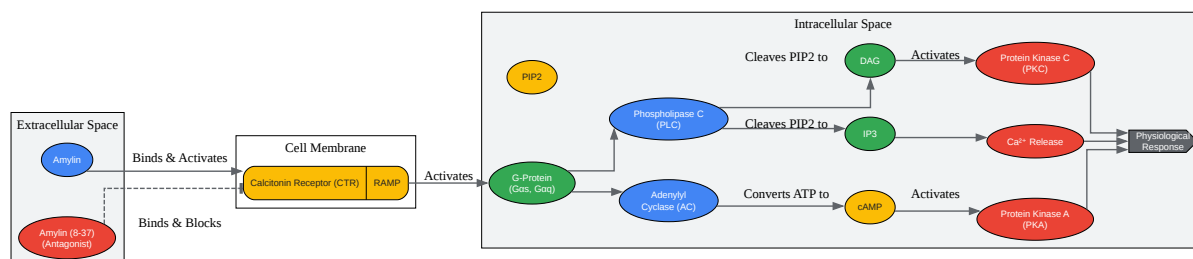 Extracellular Space
Amylin
Amylin (8-37)
(Antagonist)
Binds & Activates
Binds & Blocks
Cell Membrane
Calcitonin Receptor (CTR)
RAMP
Activates
Intracellular Space
PIP2
G-Protein
(Gαs, Gαq)
Phospholipase C
(PLC)
Adenylyl
Cyclase (AC)
Cleaves PIP2 to
DAG
Activates
Protein Kinase C
(PKC)
Cleaves PIP2 to
IP3
Ca²⁺ Release
Converts ATP to
cAMP
Activates
Protein Kinase A
(PKA)
Physiological
Response